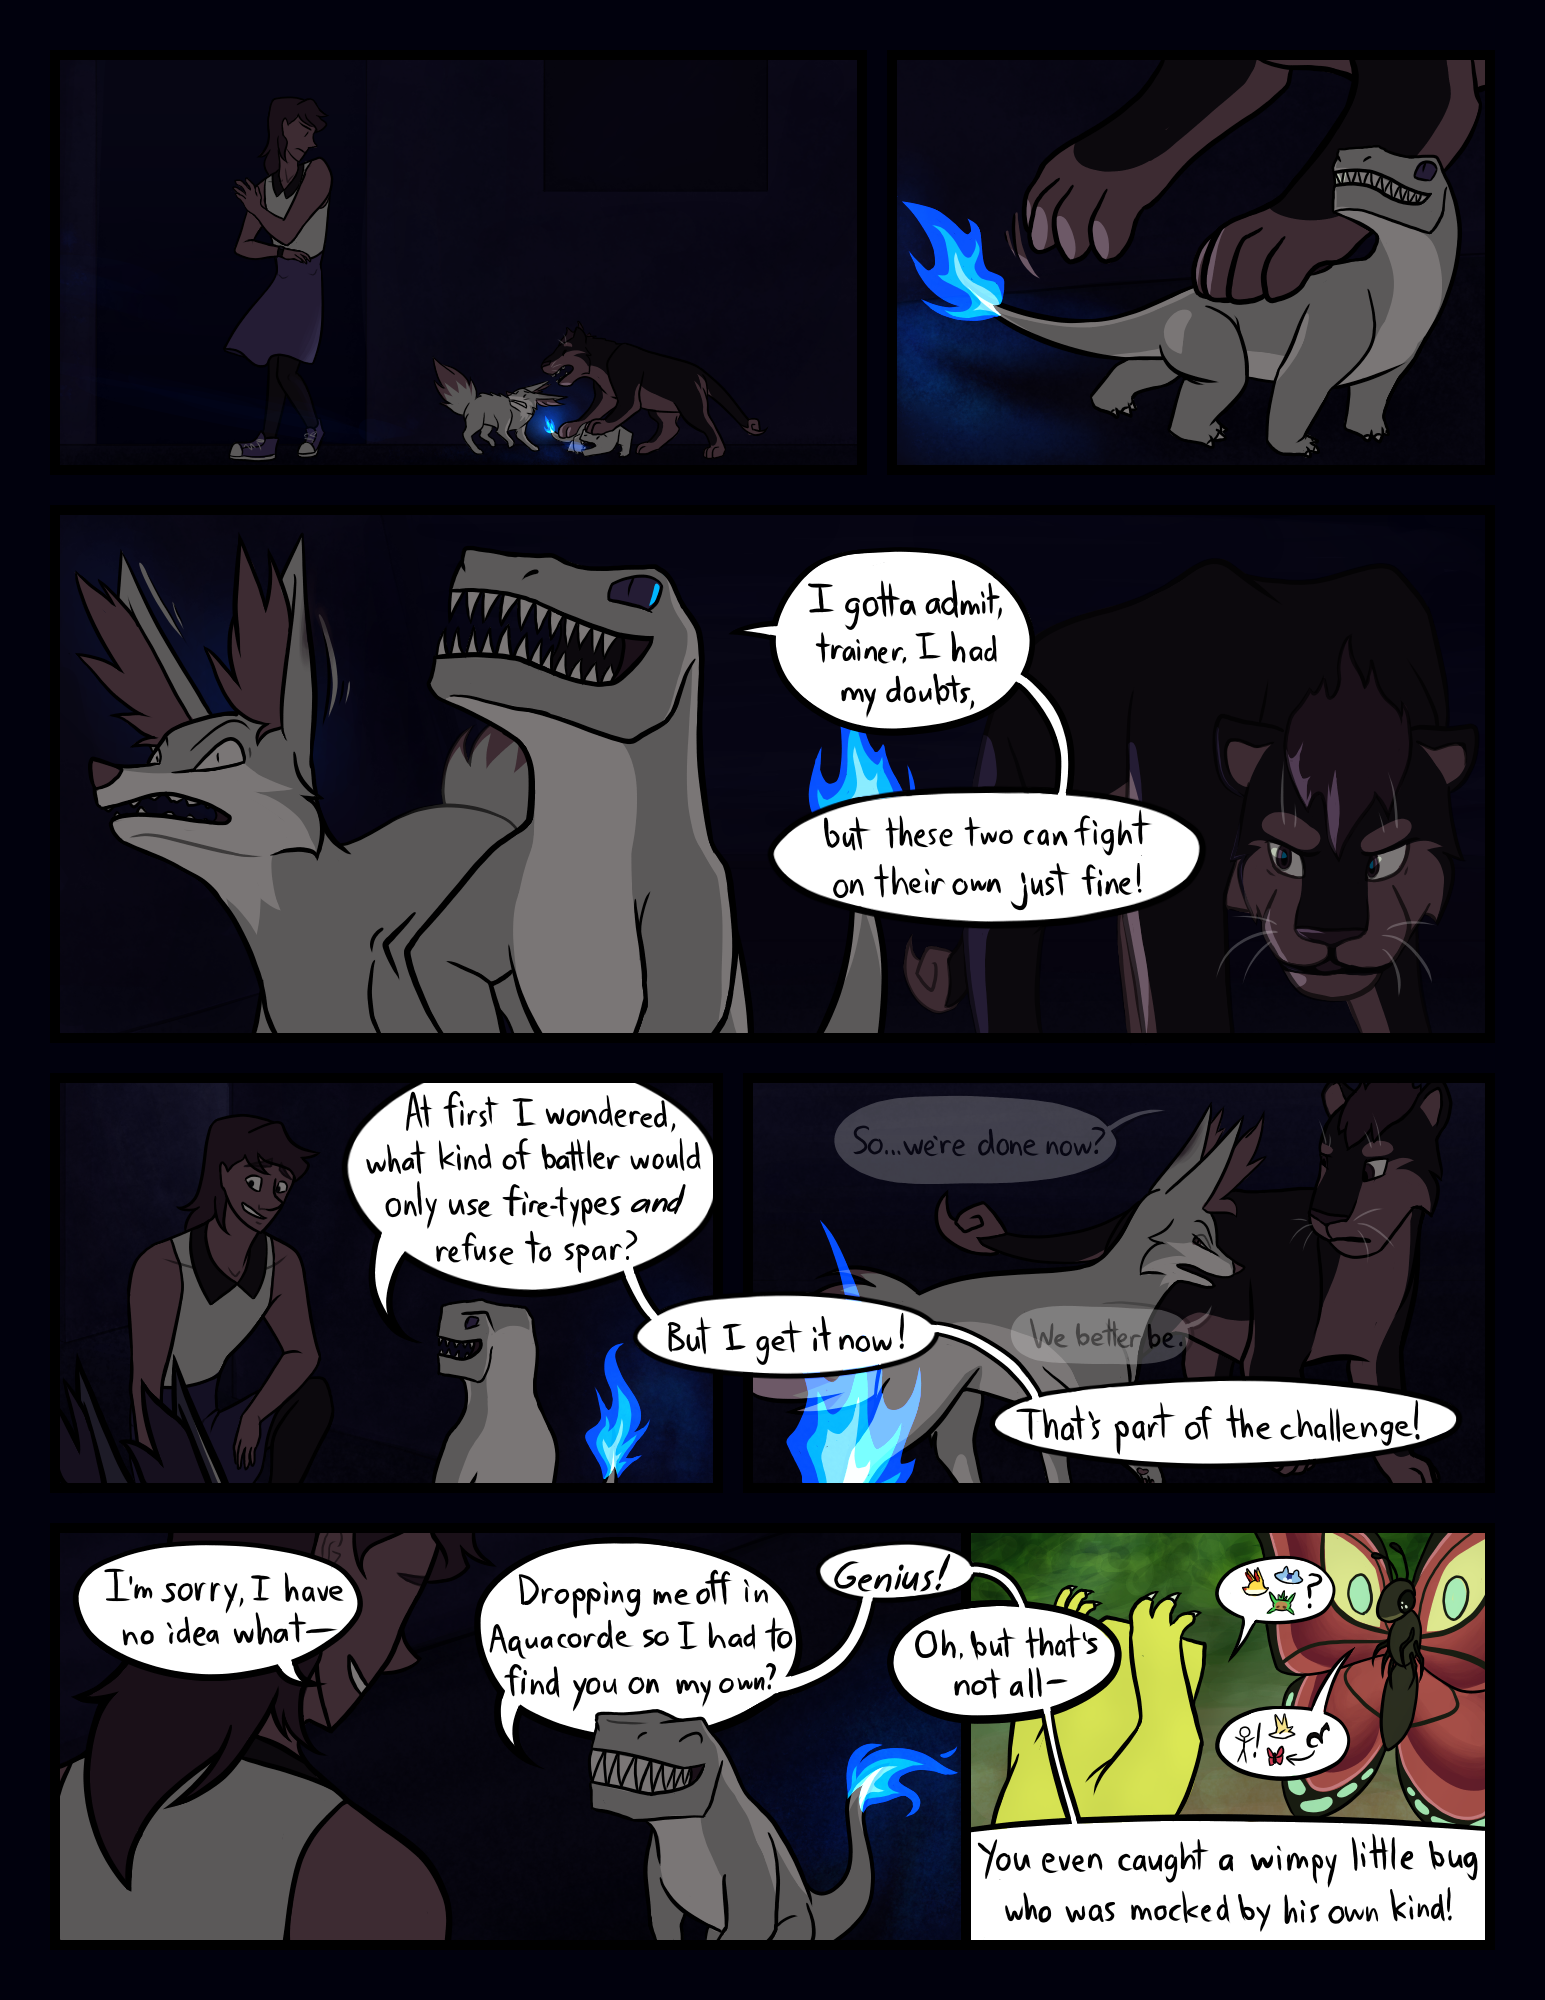 I gotta admit,
trainer, I had
my doubts,
but these two can fight
on their own just fine!
At first I wondered,
what kind of battler would
only use fire-types and
refuse to spar?
So...we're done now?
We better be.
But I get it now!
That's part of the challenge!
I'm sorry, I have
no idea what—
Dropping me off in
Aquacorde so I had to
find you on my own?
Genius!
Oh, but that's
not all—
?
!
You even caught a wimpy little bug
who was mocked by his own kind!